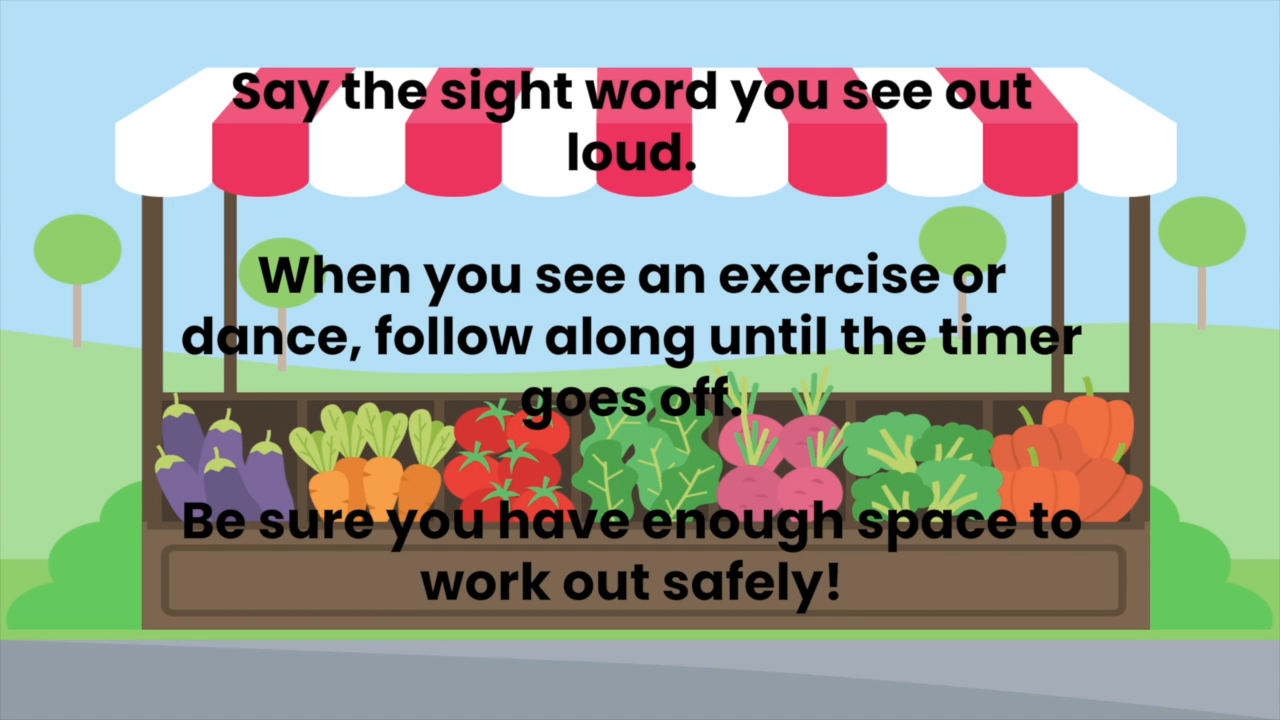 Say the sight word you see out
loud.
When you see an exercise or
dance, follow along until the timer
goes off.
Be sure you have enough space to
work out safely!